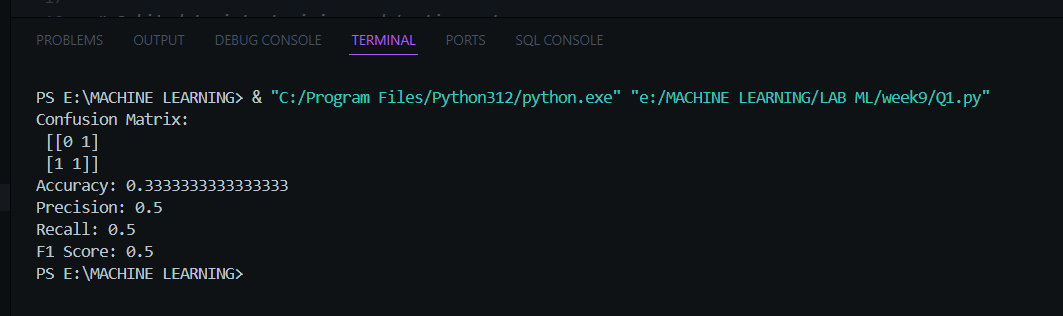 PROBLEMS OUTPUT DEBUG CONSOLE TERMINAL PORTS SQL CONSOLE
PS E:\MACHINE LEARNING> & "C:/Program Files/Python312/python.exe" "e:/MACHINE LEARNING/LAB ML/week9/Q1.py"
Confusion Matrix:
 [[0 1]
 [1 1]]
Accuracy: 0.3333333333333333
Precision: 0.5
Recall: 0.5
F1 Score: 0.5
PS E:\MACHINE LEARNING>